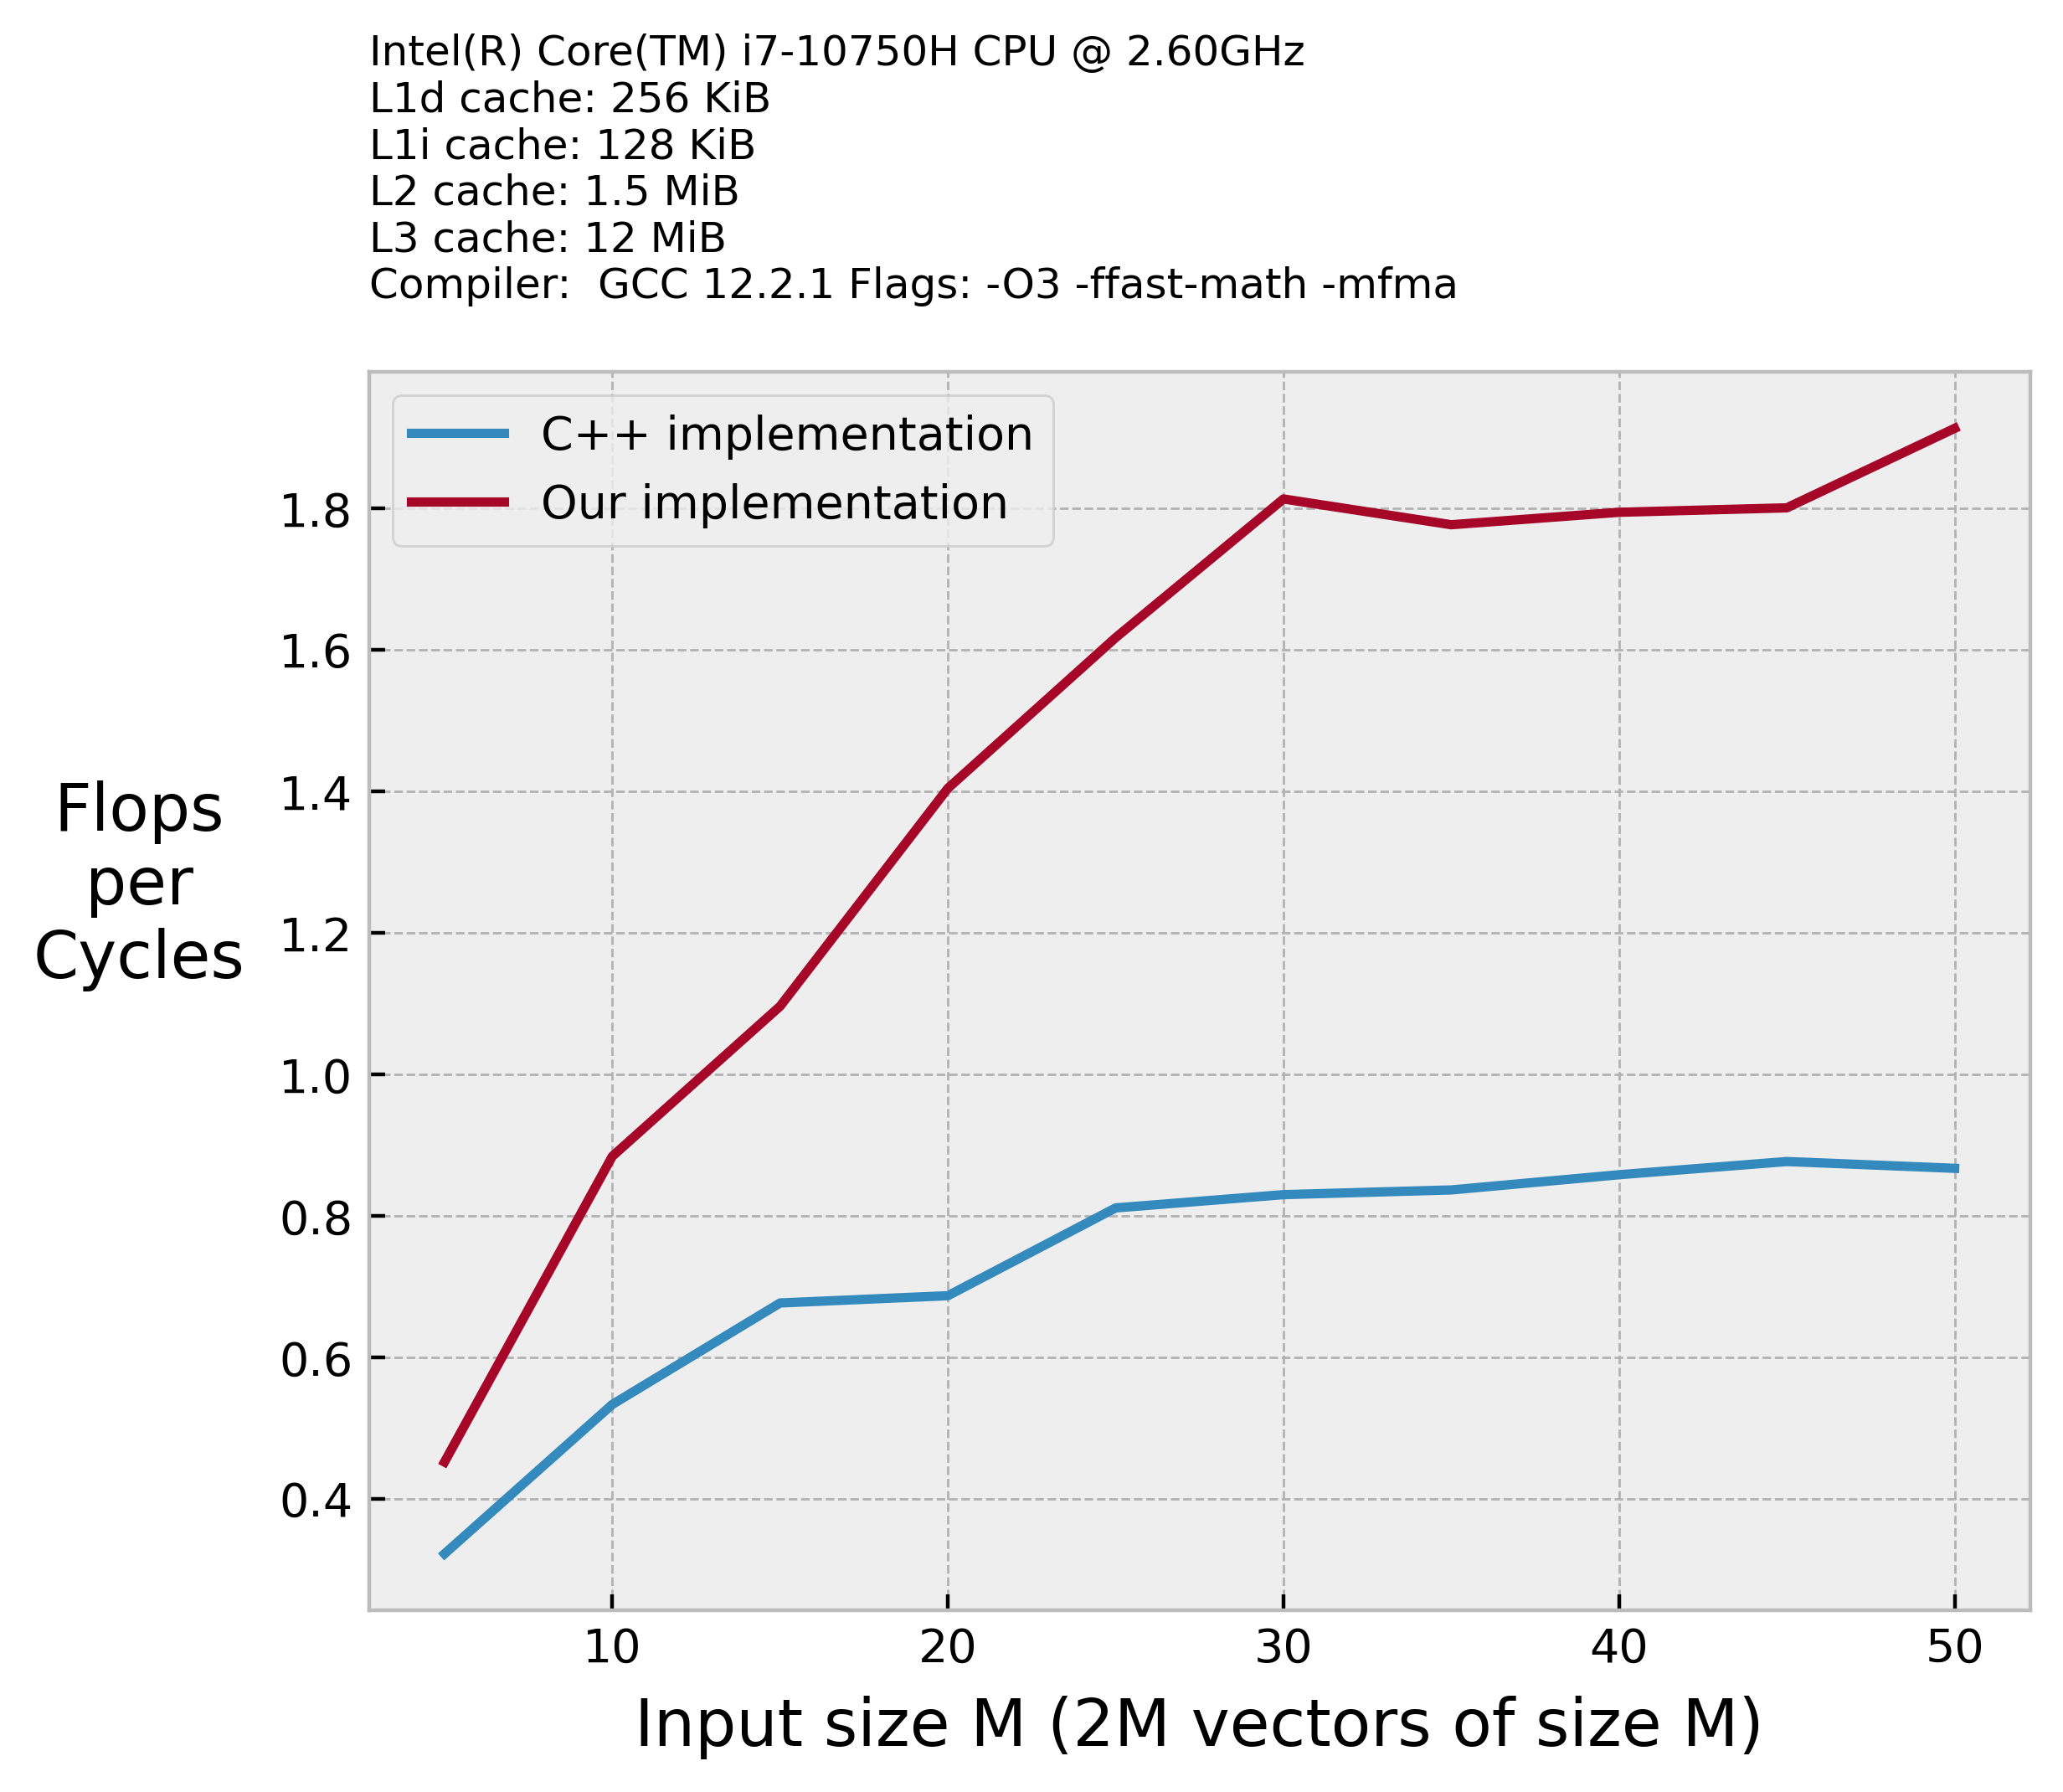 Intel(R) Core(TM) i7-10750H CPU @ 2.60GHz
L1d cache: 256 KiB
L1i cache: 128 KiB
L2 cache: 1.5 MiB
L3 cache: 12 MiB
Compiler:  GCC 12.2.1 Flags: -O3 -ffast-math -mfma
C++ implementation
Our implementation
1.8
1.6
1.4
1.2
1.0
0.8
0.6
0.4
Flops
per
Cycles
10 20 30 40 50
Input size M (2M vectors of size M)